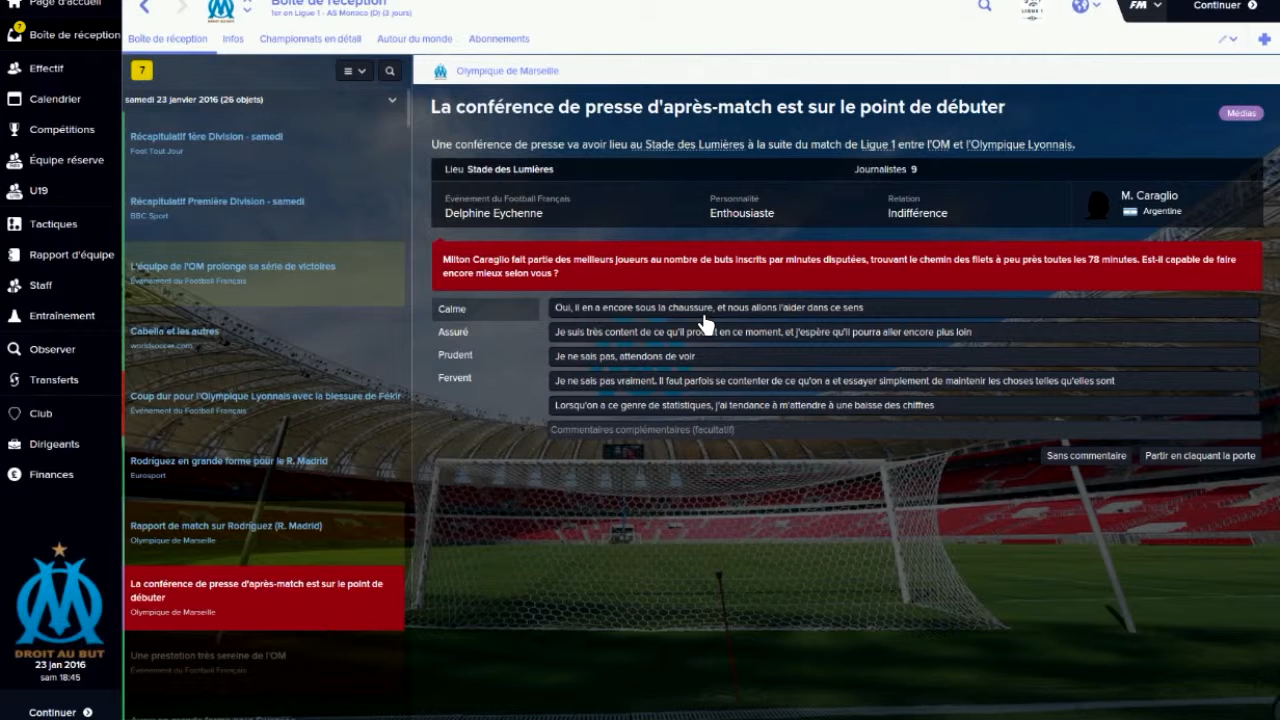 Page d'accueil
7
Boîte de réception
Effectif
Calendrier
Compétitions
Équipe réserve
U19
Tactiques
Rapport d'équipe
Staff
Entraînement
Observer
Transferts
Club
Dirigeants
Finances
DROIT AU BUT
23 jan 2016
sam 18:45
Continuer
Boîte de réception
1er en Ligue 1 - AS Monaco (D) (3 jours)
LIGUE 1
FM
Continuer
Boîte de réception
Infos
Championnats en détail
Autour du monde
Abonnements
7
samedi 23 janvier 2016 (26 objets)
Récapitulatif 1ère Division - samedi
Foot Tout Jour
Récapitulatif Première Division - samedi
BBC Sport
L'équipe de l'OM prolonge sa série de victoires
Événement du Football Français
Cabella et les autres
worldsoccer.com
Coup dur pour l'Olympique Lyonnais avec la blessure de Fékir
Événement du Football Français
Rodríguez en grande forme pour le R. Madrid
Eurosport
Rapport de match sur Rodríguez (R. Madrid)
Olympique de Marseille
La conférence de presse d'après-match est sur le point de
débuter
Olympique de Marseille
Une prestation très sereine de l'OM
Événement du Football Français
Olympique de Marseille
La conférence de presse d'après-match est sur le point de débuter
Médias
Une conférence de presse va avoir lieu au Stade des Lumières à la suite du match de Ligue 1 entre l'OM et l'Olympique Lyonnais.
Lieu Stade des Lumières
Journalistes 9
Événement du Football Français
Delphine Eychenne
Personnalité
Enthousiaste
Relation
Indifférence
M. Caraglio
Argentine
Milton Caraglio fait partie des meilleurs joueurs au nombre de buts inscrits par minutes disputées, trouvant le chemin des filets à peu près toutes les 78 minutes. Est-il capable de faire
encore mieux selon vous ?
Calme
Assuré
Prudent
Fervent
Oui, il en a encore sous la chaussure, et nous allons l'aider dans ce sens
Je suis très content de ce qu'il en ce moment, et j'espère qu'il pourra aller encore plus loin
Je ne sais pas, attendons de voir
Je ne sais pas vraiment. Il faut parfois se contenter de ce qu'on a et essayer simplement de maintenir les choses telles qu'elles sont
Lorsqu'on a ce genre de statistiques, j'ai tendance à m'attendre à une baisse des chiffres
Commentaires complémentaires (facultatif)
Sans commentaire
Partir en claquant la porte